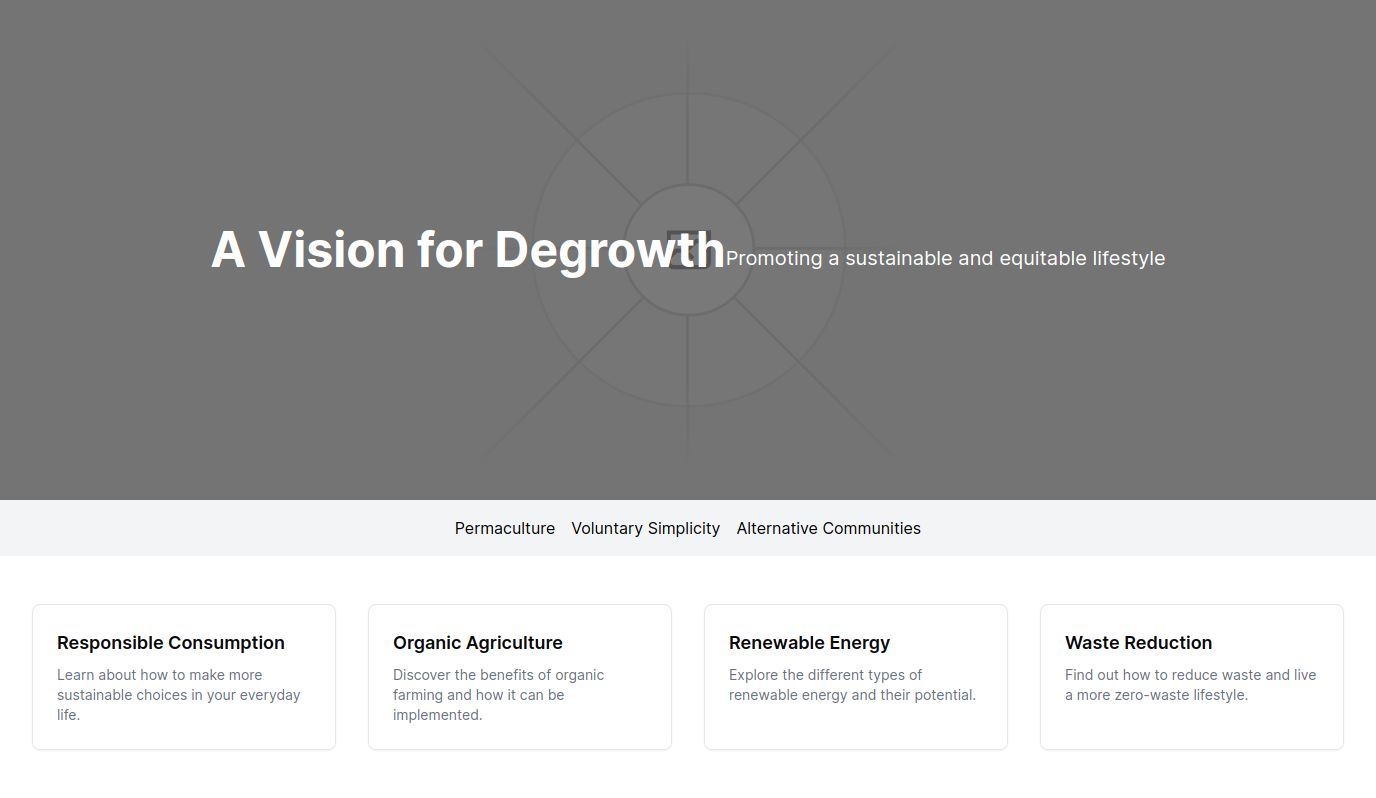 A Vision for Degrowth
Promoting a sustainable and equitable lifestyle
Permaculture
Voluntary Simplicity
Alternative Communities
Responsible Consumption
Learn about how to make more
sustainable choices in your everyday
life.
Organic Agriculture
Discover the benefits of organic
farming and how it can be
implemented.
Renewable Energy
Explore the different types of
renewable energy and their potential.
Waste Reduction
Find out how to reduce waste and live
a more zero-waste lifestyle.